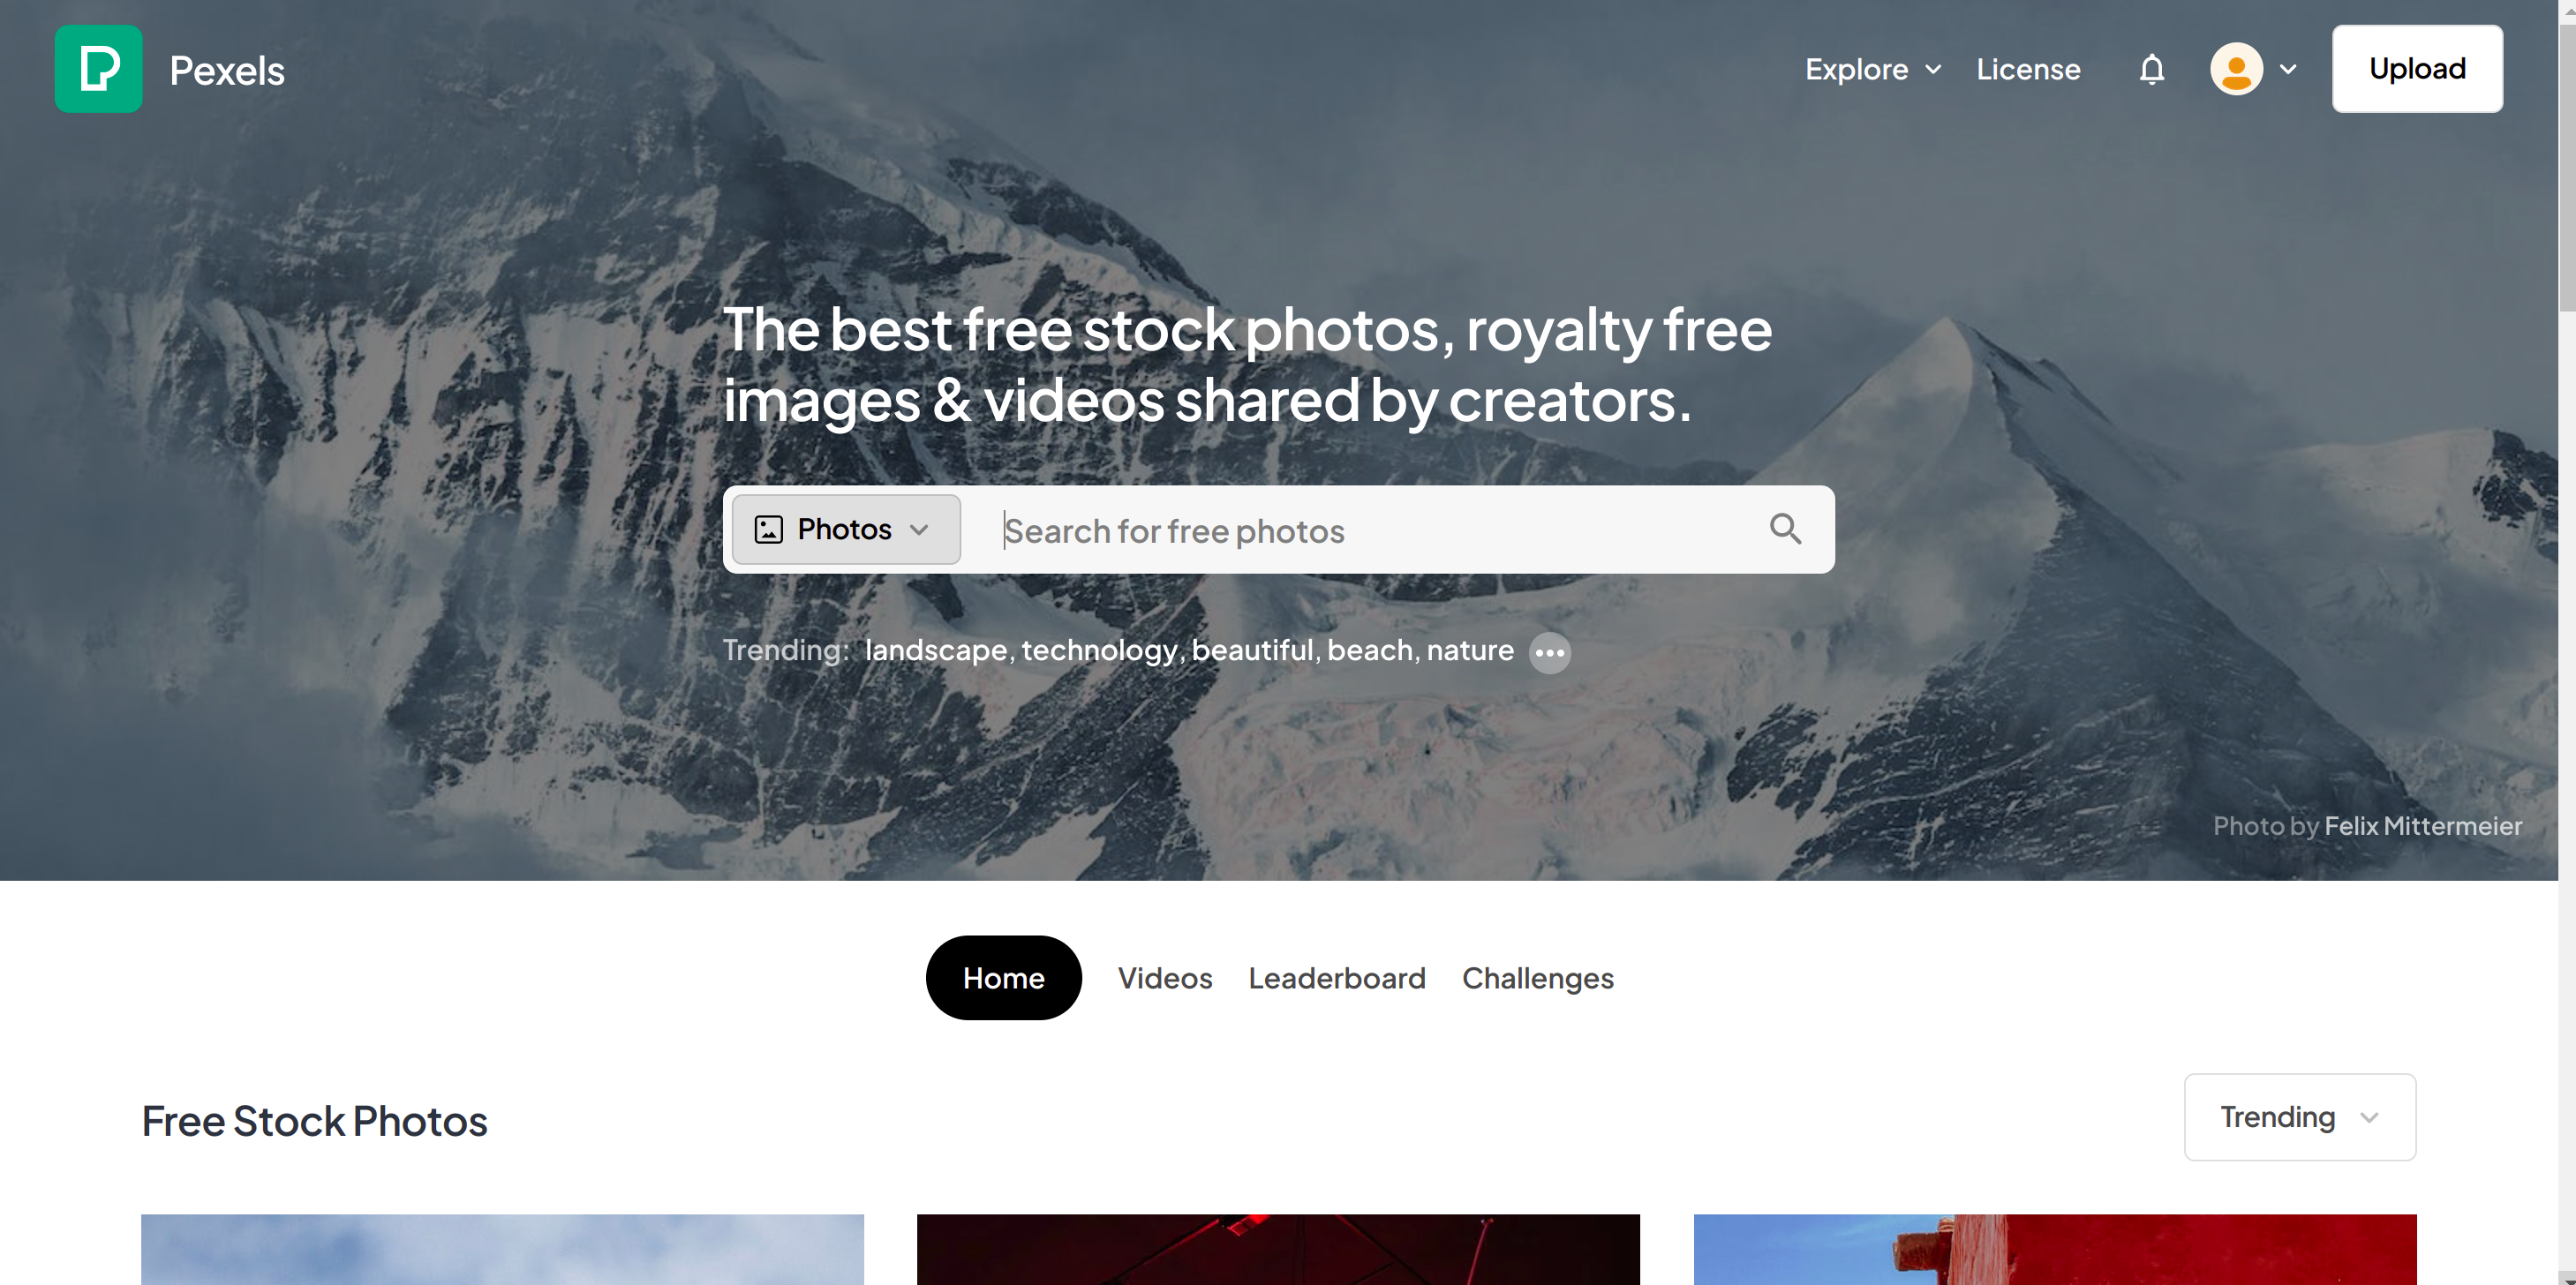 Pexels
Explore
License
Upload
The best free stock photos, royalty free
images & videos shared by creators.
Photos
Search for free photos
Trending: landscape, technology, beautiful, beach, nature
Photo by Felix Mittermeier
Home
Videos
Leaderboard
Challenges
Free Stock Photos
Trending